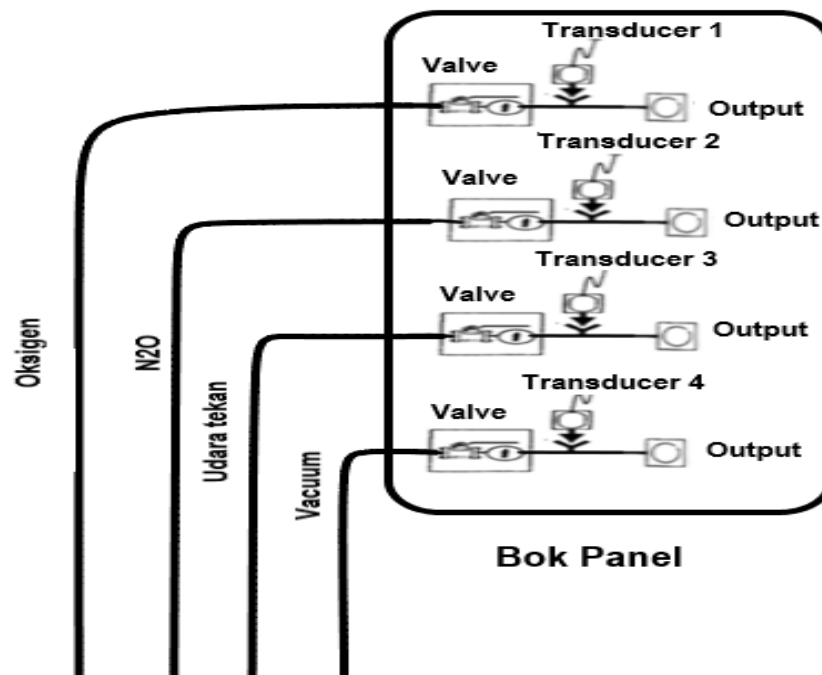 Transducer 1
Valve
Output
Transducer 2
Valve
Output
Transducer 3
Valve
Output
Transducer 4
Valve
Output
Oksigen
N2O
Udara tekan
Vacuum
Bok Panel